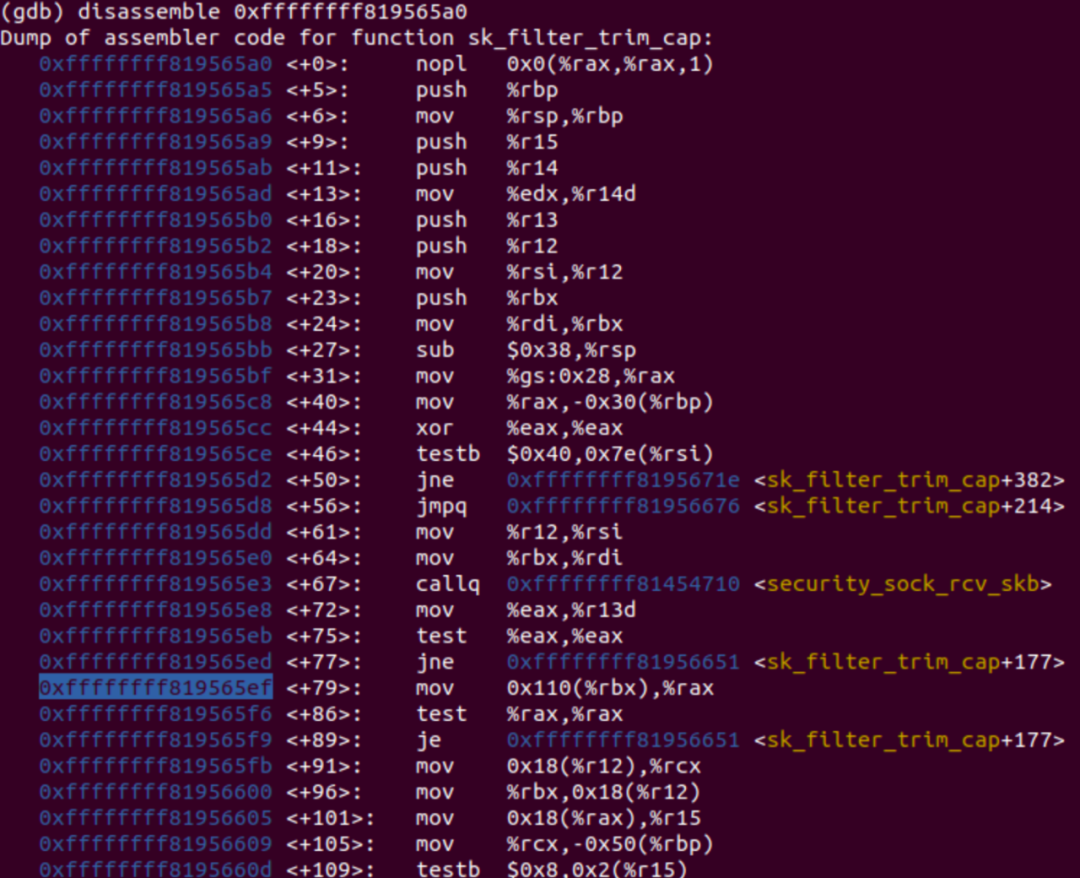 (gdb) disassemble 0xffffffff819565a0
Dump of assembler code for function sk_filter_trim_cap:
0xffffffff819565a0 <+0>: nopl 0x0(%rax,%rax,1)
0xffffffff819565a5 <+5>: push %rbp
0xffffffff819565a6 <+6>: mov %rsp,%rbp
0xffffffff819565a9 <+9>: push %r15
0xffffffff819565ab <+11>: push %r14
0xffffffff819565ad <+13>: mov %edx,%r14d
0xffffffff819565b0 <+16>: push %r13
0xffffffff819565b2 <+18>: push %r12
0xffffffff819565b4 <+20>: mov %rsi,%r12
0xffffffff819565b7 <+23>: push %rbx
0xffffffff819565b8 <+24>: mov %rdi,%rbx
0xffffffff819565bb <+27>: sub $0x38,%rsp
0xffffffff819565bf <+31>: mov %gs:0x28,%rax
0xffffffff819565c8 <+40>: mov %rax,-0x30(%rbp)
0xffffffff819565cc <+44>: xor %eax,%eax
0xffffffff819565ce <+46>: testb $0x40,0x7e(%rsi)
0xffffffff819565d2 <+50>: jne 0xffffffff8195671e <sk_filter_trim_cap+382>
0xffffffff819565d8 <+56>: jmpq 0xffffffff81956676 <sk_filter_trim_cap+214>
0xffffffff819565dd <+61>: mov %r12,%rsi
0xffffffff819565e0 <+64>: mov %rbx,%rdi
0xffffffff819565e3 <+67>: callq 0xffffffff81454710 <security_sock_rcv_skb>
0xffffffff819565e8 <+72>: mov %eax,%r13d
0xffffffff819565eb <+75>: test %eax,%eax
0xffffffff819565ed <+77>: jne 0xffffffff81956651 <sk_filter_trim_cap+177>
0xffffffff819565ef <+79>: mov 0x110(%rbx),%rax
0xffffffff819565f6 <+86>: test %rax,%rax
0xffffffff819565f9 <+89>: je 0xffffffff81956651 <sk_filter_trim_cap+177>
0xffffffff819565fb <+91>: mov 0x18(%r12),%rcx
0xffffffff81956600 <+96>: mov %rbx,0x18(%r12)
0xffffffff81956605 <+101>: mov 0x18(%rax),%r15
0xffffffff81956609 <+105>: mov %rcx,-0x50(%rbp)
0xffffffff8195660d <+109>: testb $0x8,0x2(%r15)